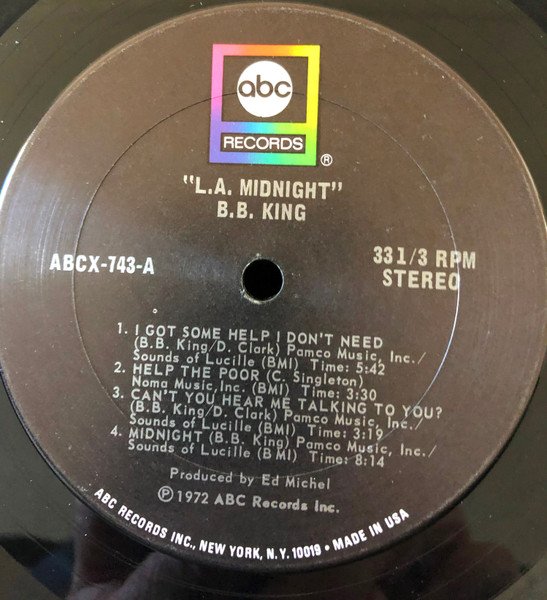 abc
RECORDS
®
"L.A. MIDNIGHT"
B.B. KING
ABCX-743-A
33 1/3 RPM
STEREO
1. I GOT SOME HELP I DON'T NEED
(B.B. King/D. Clark) Pamco Music, Inc./
Sounds of Lucille (BMI) Time: 5:42
2. HELP THE POOR (C. Singleton)
Noma Music, Inc. (BMI) Time: 3:30
3. CAN'T YOU HEAR ME TALKING TO YOU?
(B.B. King/D. Clark) Pamco Music, Inc./
Sounds of Lucille (BMI) Time: 3:19
4. MIDNIGHT (B.B. King) Pamco Music, Inc./
Sounds of Lucille (BMI) Time: 8:14
Produced by Ed Michel
℗ 1972 ABC Records Inc.
ABC RECORDS INC., NEW YORK, N.Y. 10019 • MADE IN USA